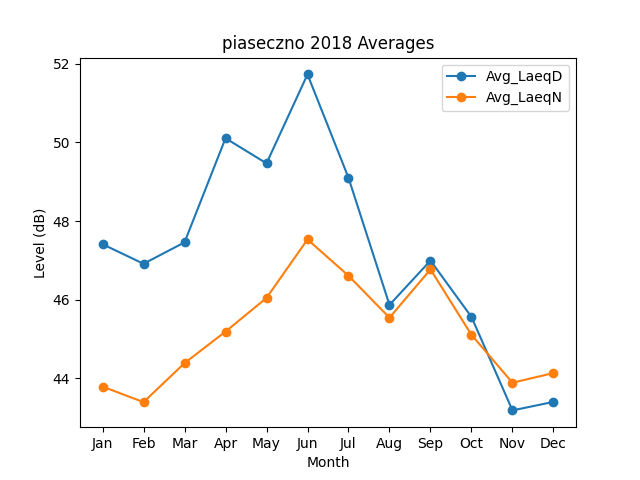 piaseczno 2018 Averages
Avg_LaeqD
Avg_LaeqN
Level (dB)
52
50
48
46
44
Jan Feb Mar Apr May Jun Jul Aug Sep Oct Nov Dec
Month